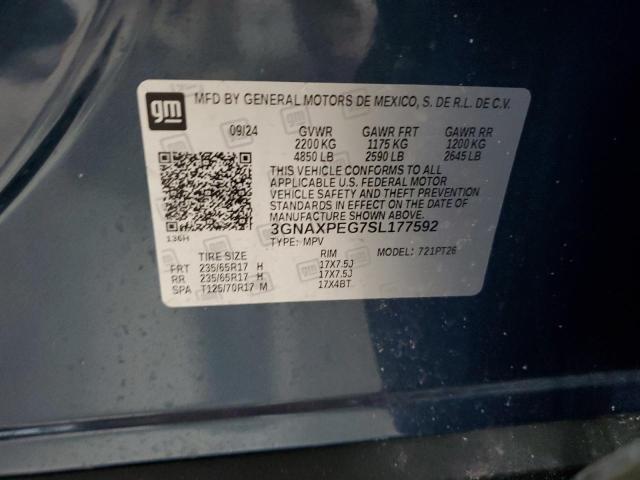 gm
MFD BY GENERAL MOTORS DE MEXICO, S. DE R.L. DE C.V.
09/24 GVWR GAWR FRT GAWR RR
2200 KG 1175 KG 1200 KG
4850 LB 2590 LB 2645 LB
THIS VEHICLE CONFORMS TO ALL
APPLICABLE U.S. FEDERAL MOTOR
VEHICLE SAFETY AND THEFT PREVENTION
STANDARDS IN EFFECT ON THE DATE OF
MANUFACTURE SHOWN ABOVE.
136H 3GNAXPEG7SL177592
TYPE: MPV MODEL: 721PT26
TIRE SIZE RIM
FRT 235/65R17 H 17X7.5J
RR 235/65R17 H 17X7.5J
SPA T125/70R17 M 17X4BT